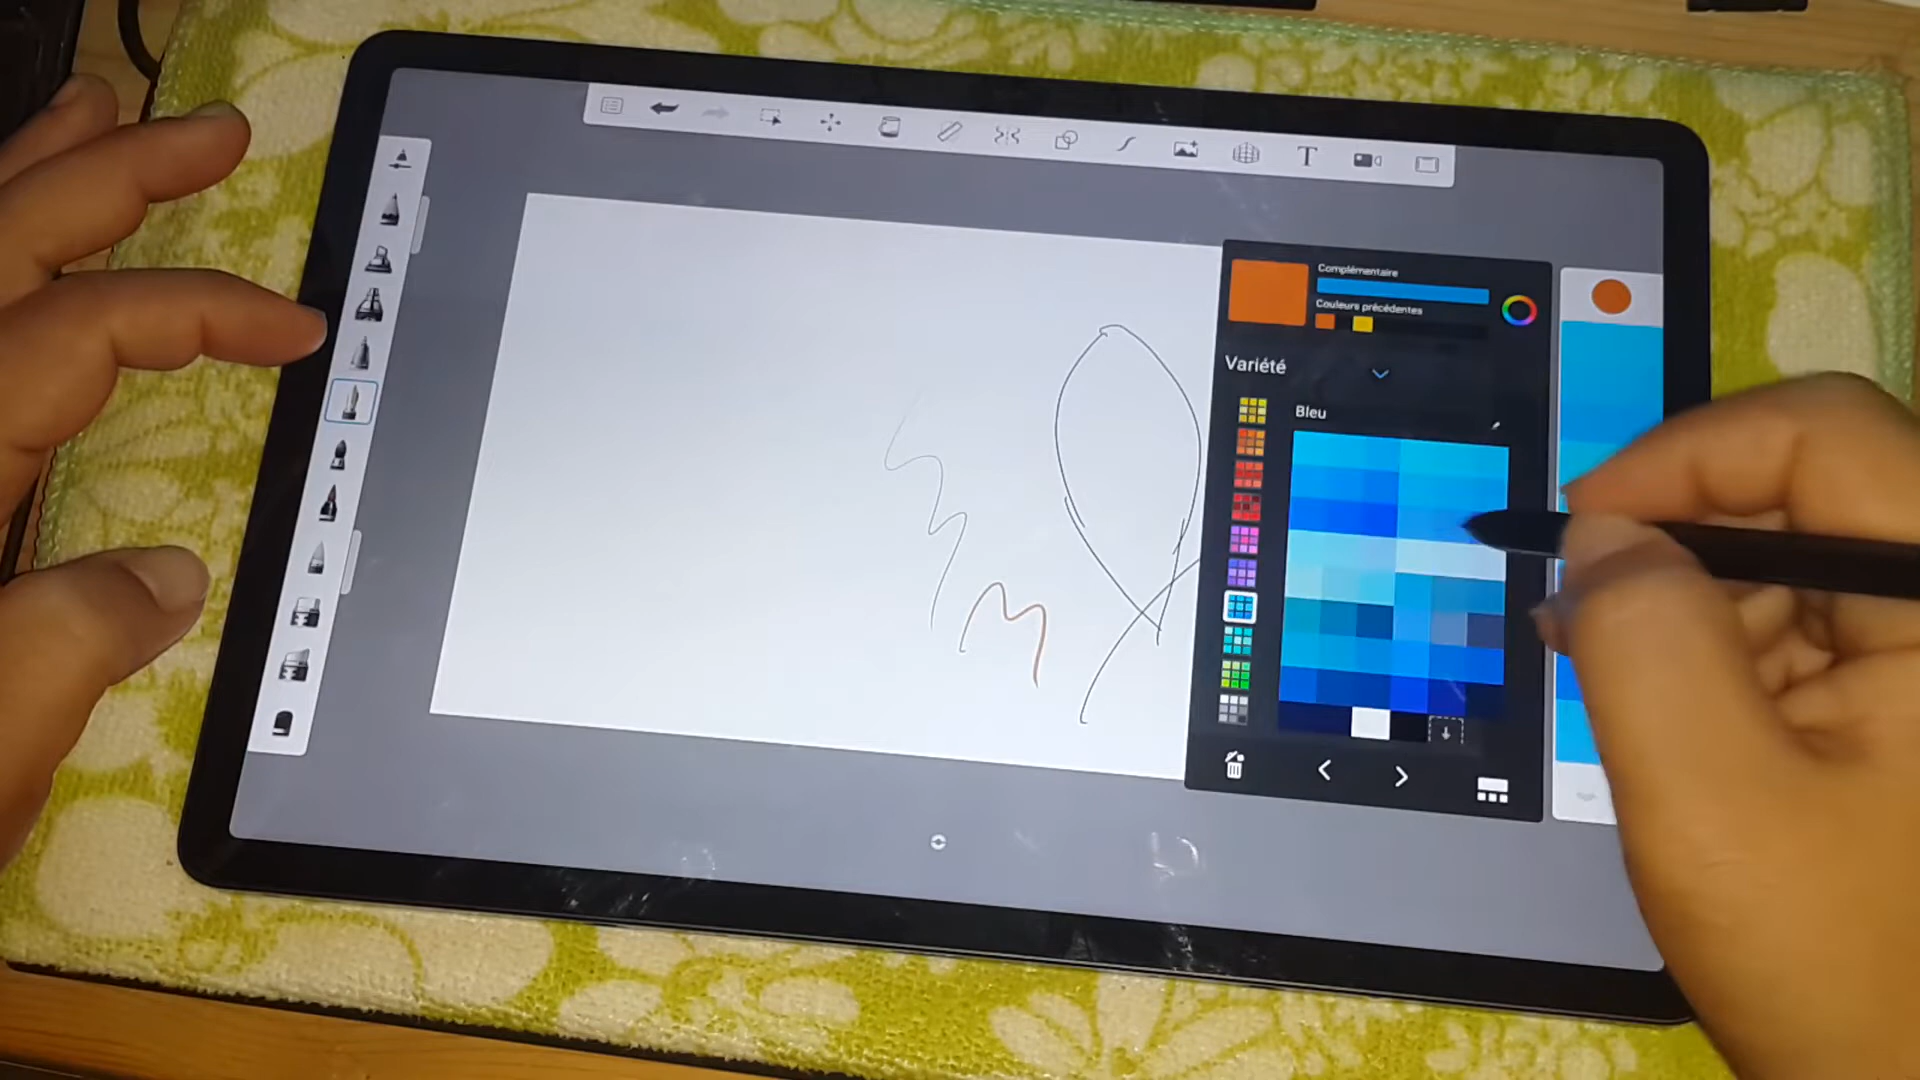 T
Complémentaire
Couleurs précédentes
Variété
Bleu